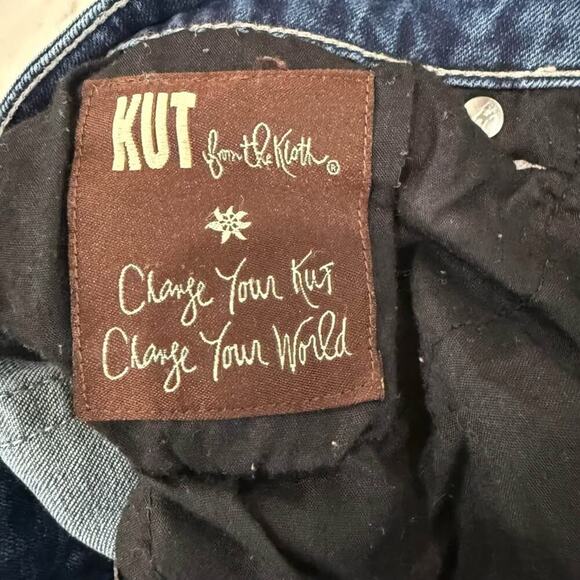 KUT from the Kloth®
Change Your Kut
Change Your World